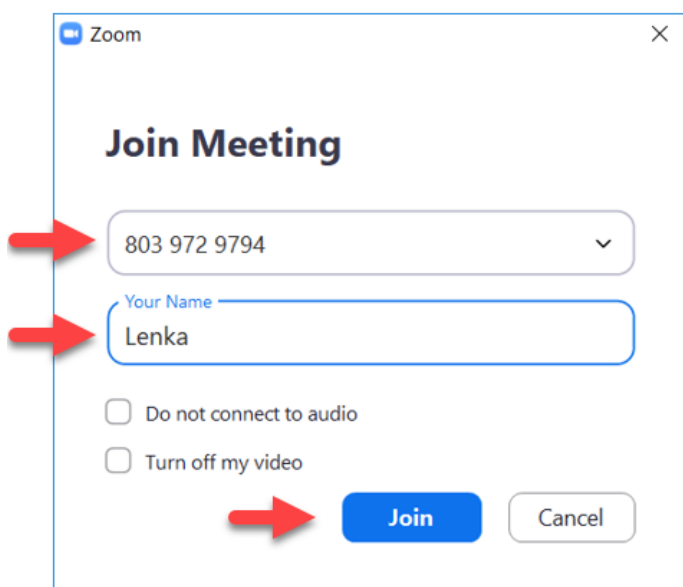 Zoom
Join Meeting
803 972 9794
Your Name
Lenka
Do not connect to audio
Turn off my video
Join Cancel